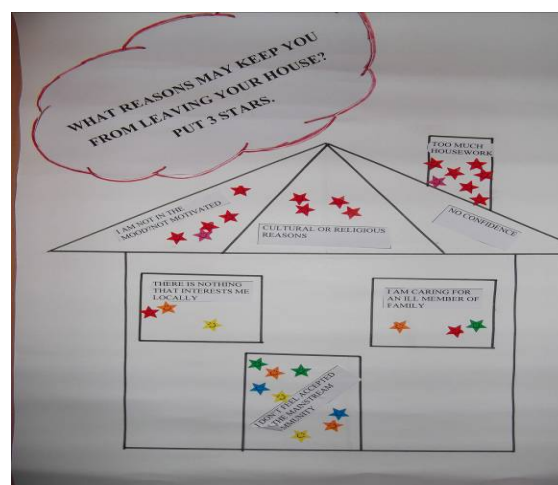 WHAT REASONS MAY KEEP YOU
FROM LEAVING YOUR HOUSE?
PUT 3 STARS.
TOO MUCH
HOUSEWORK
I AM NOT IN THE
MOOD/NOT MOTIVATED
CULTURAL OR RELIGIOUS
REASONS
NO CONFIDENCE
THERE IS NOTHING
THAT INTERESTS ME
LOCALLY
I AM CARING FOR
AN ILL MEMBER OF
FAMILY
I DON'T FEEL ACCEPTED
THE MAINSTREAM